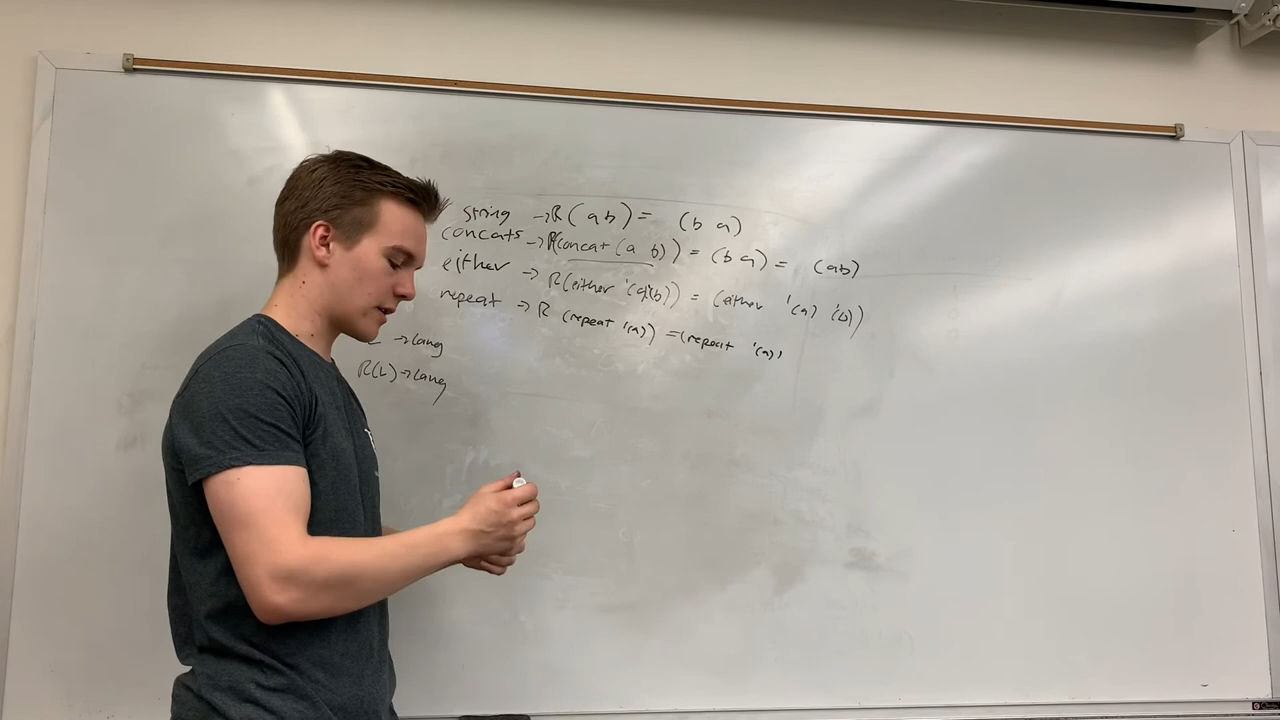 string →R(ab) = (b a)
concats →R(concat (a b)) = (b a) = (ab)
either → R(either '(a)'(b)) = (either '(a) '(b))
repeat → R (repeat '(a)) = (repeat '(a))
→lang
R(L)→lang